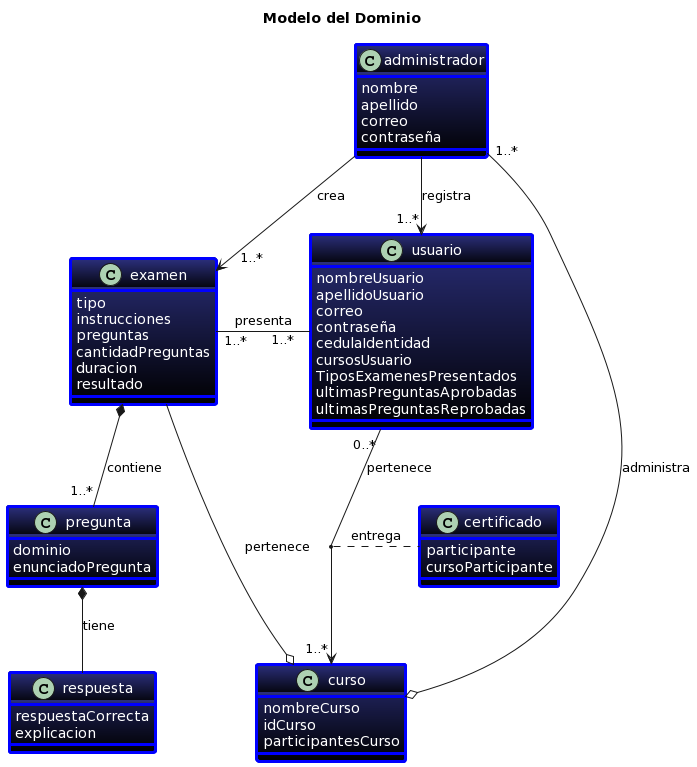 Modelo del Dominio
C administrador
nombre
apellido
correo
contraseña
1..*
crea
registra
1..*
1..*
C examen
tipo
instrucciones
preguntas
cantidadPreguntas
duracion
resultado
presenta
1..*
1..*
C usuario
nombreUsuario
apellidoUsuario
correo
contraseña
cedulaIdentidad
cursosUsuario
TiposExamenesPresentados
ultimasPreguntasAprobadas
ultimasPreguntasReprobadas
0..*
contiene
pertenece
administra
1..*
C pregunta
dominio
enunciadoPregunta
pertenece
entrega
C certificado
participante
cursoParticipante
tiene
1..*
C respuesta
respuestaCorrecta
explicacion
C curso
nombreCurso
idCurso
participantesCurso